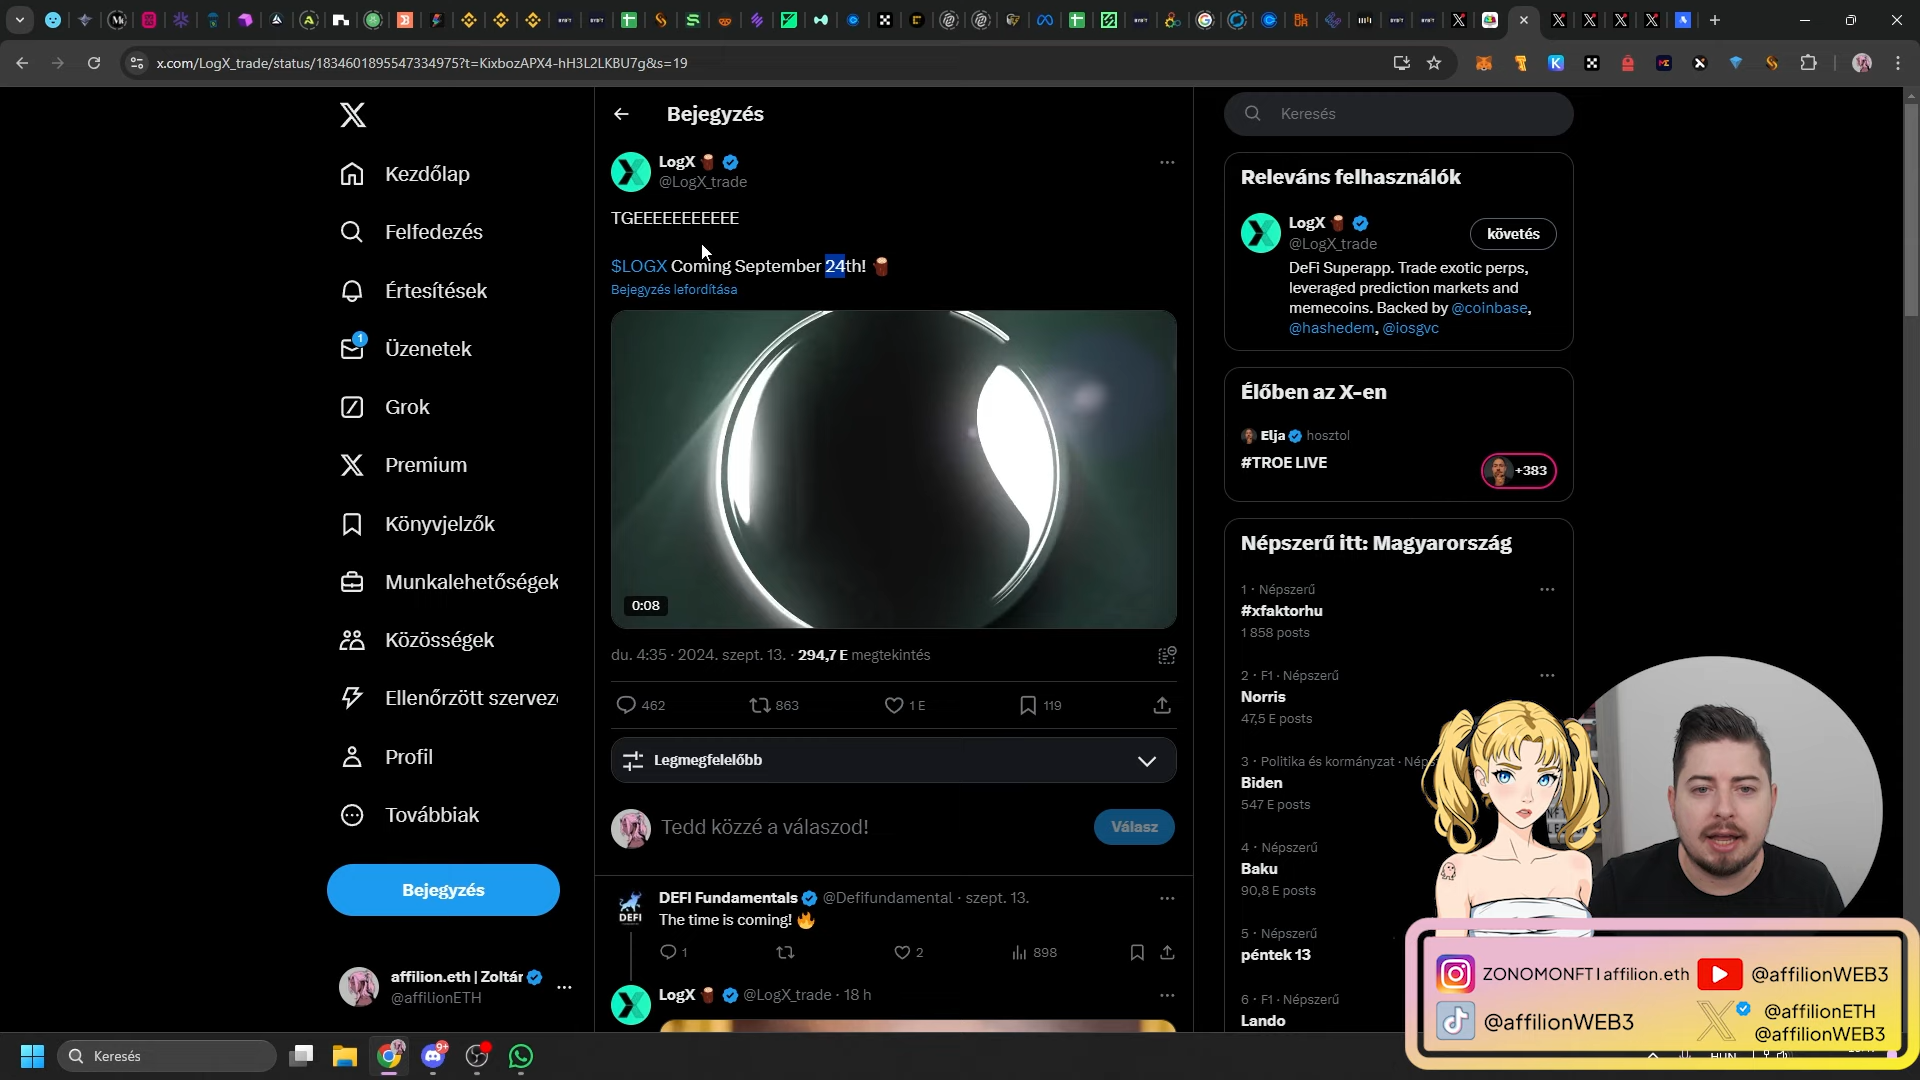 x.com/LogX_trade/status/1834601895547334975?t=KixbozAPX4-hH3L2LKBU7g&s=19
Kezdőlap
Felfedezés
Értesítések
1
Üzenetek
Grok
Premium
Könyvjelzők
Munkalehetőségek
Közösségek
Ellenőrzött szerveze
Profil
Továbbiak
Bejegyzés
affilion.eth | Zoltár
@affilionETH
Bejegyzés
LogX
@LogX_trade
TGEEEEEEEEEEE
$LOGX Coming September 24th!
Bejegyzés lefordítása
0:08
du. 4:35 · 2024. szept. 13. · 294,7 E megtekintés
462
863
1 E
119
Legmegfelelőbb
Tedd közzé a válaszod!
Válasz
DEFI
DEFI Fundamentals @Defifundamental · szept. 13.
The time is coming!
1
2
898
LogX @LogX_trade · 18 h
Keresés
Releváns felhasználók
LogX
@LogX_trade
követés
DeFi Superapp. Trade exotic perps,
leveraged prediction markets and
memecoins. Backed by @coinbase,
@hashedem, @iosgvc
Élőben az X-en
Elja hosztol
#TROE LIVE
+383
Népszerű itt: Magyarország
1 · Népszerű
#xfaktorhu
1 858 posts
2 · F1 · Népszerű
Norris
47,5 E posts
3 · Politika és kormányzat · Néps
Biden
547 E posts
4 · Népszerű
Baku
90,8 E posts
5 · Népszerű
péntek 13
6 · F1 · Népszerű
Lando
ZONOMONFT | affilion.eth
@affilionWEB3
@affilionWEB3
@affilionETH
@affilionWEB3
Keresés
9+
HUN